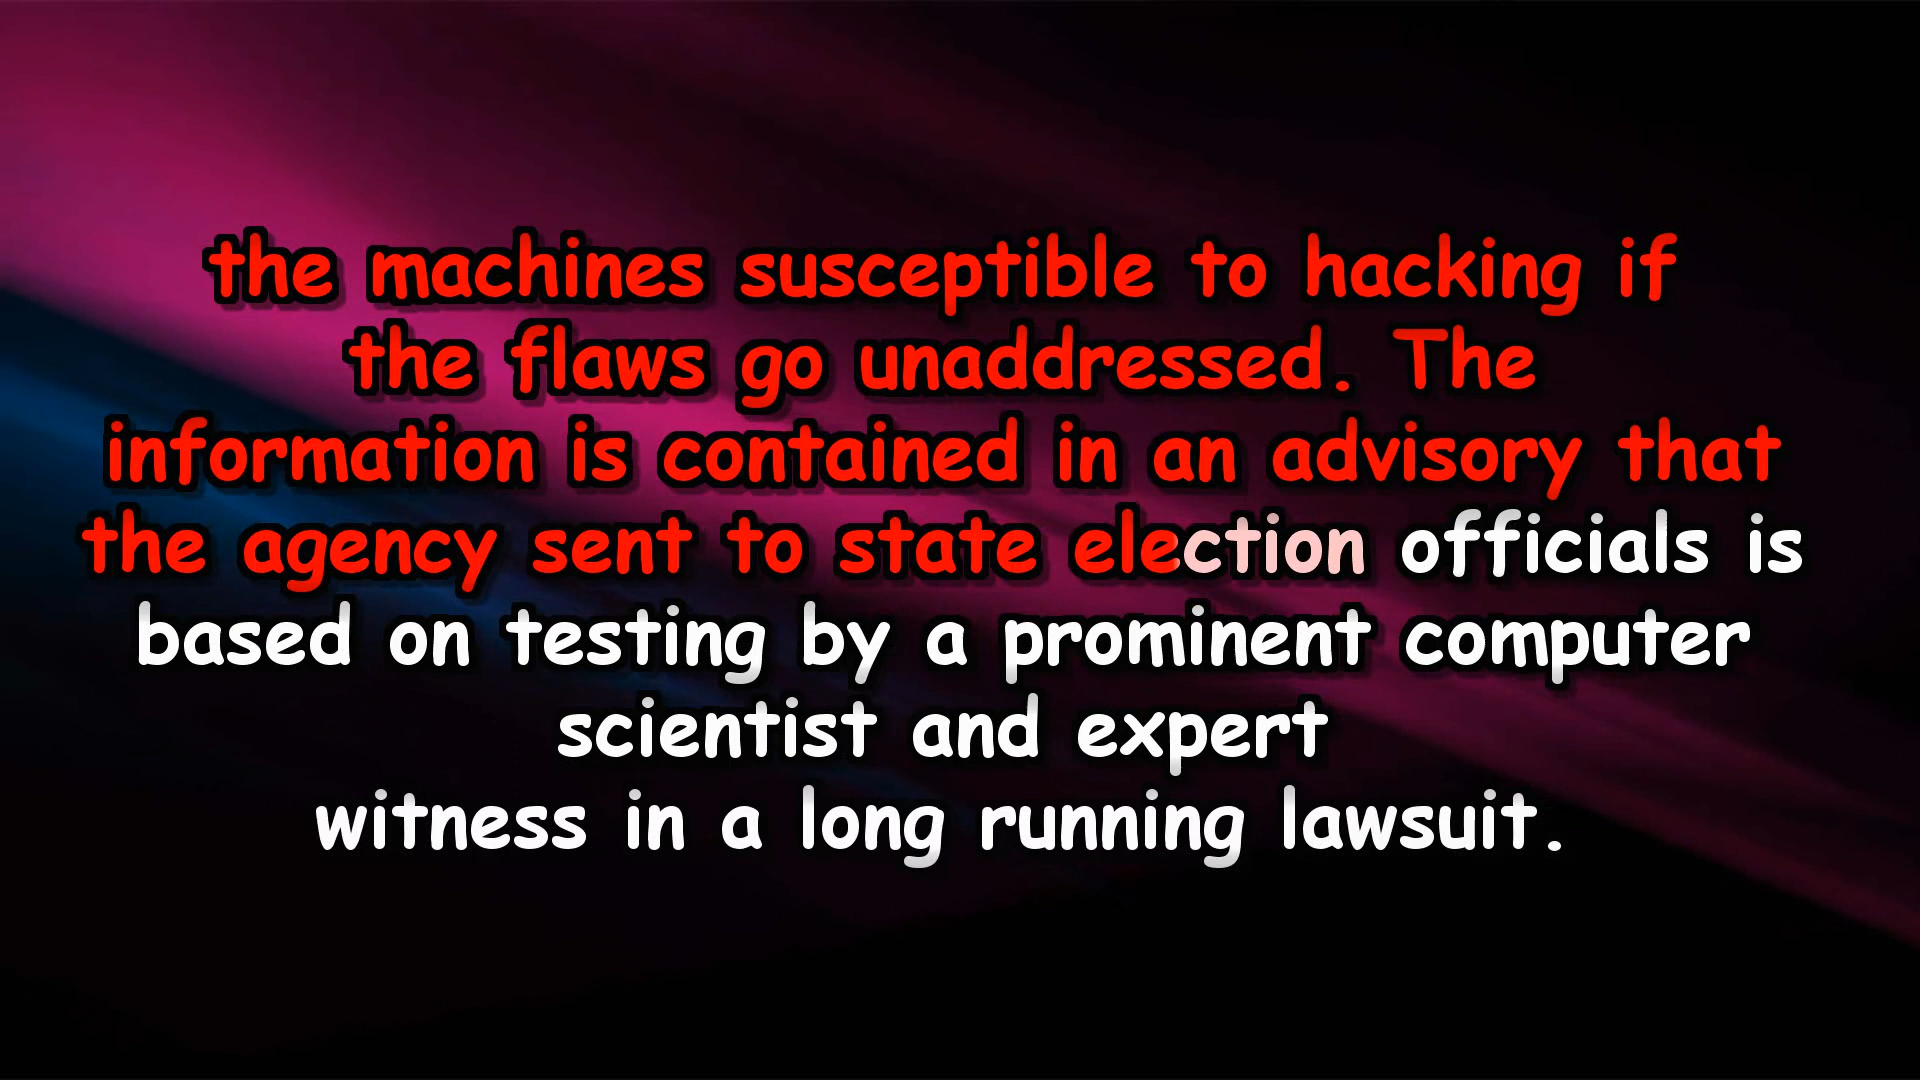 the machines susceptible to hacking if
the flaws go unaddressed. The
information is contained in an advisory that
the agency sent to state election officials is
based on testing by a prominent computer
scientist and expert
witness in a long running lawsuit.